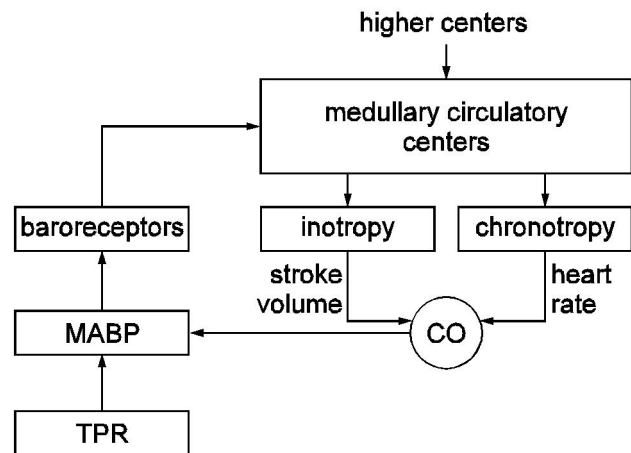 higher centers
medullary circulatory
centers
baroreceptors
inotropy
chronotropy
stroke
volume
heart
rate
MABP
CO
TPR